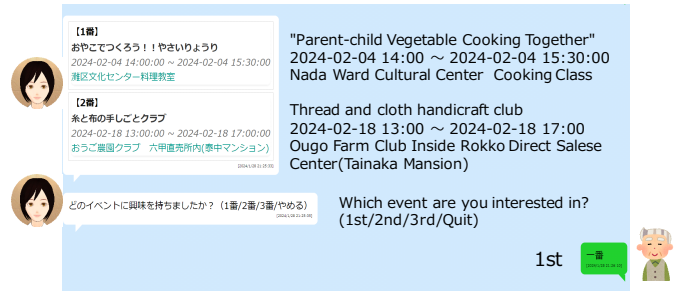 【1番】
おやこでつくろう！！やさいりょうり
2024-02-04 14:00:00 ~ 2024-02-04 15:30:00
灘区文化センター料理教室
【2番】
糸と布の手しごとクラブ
2024-02-18 13:00:00 ~ 2024-02-18 17:00:00
おうご農園クラブ　六甲直売所内(泰中マンション)
"Parent-child Vegetable Cooking Together"
2024-02-04 14:00 ～ 2024-02-04 15:30:00
Nada Ward Cultural Center Cooking Class
Thread and cloth handicraft club
2024-02-18 13:00 ～ 2024-02-18 17:00
Ougo Farm Club Inside Rokko Direct Salese
Center(Tainaka Mansion)
どのイベントに興味を持ちましたか？（1番/2番/3番/やめる）
Which event are you interested in?
(1st/2nd/3rd/Quit)
1st
一番